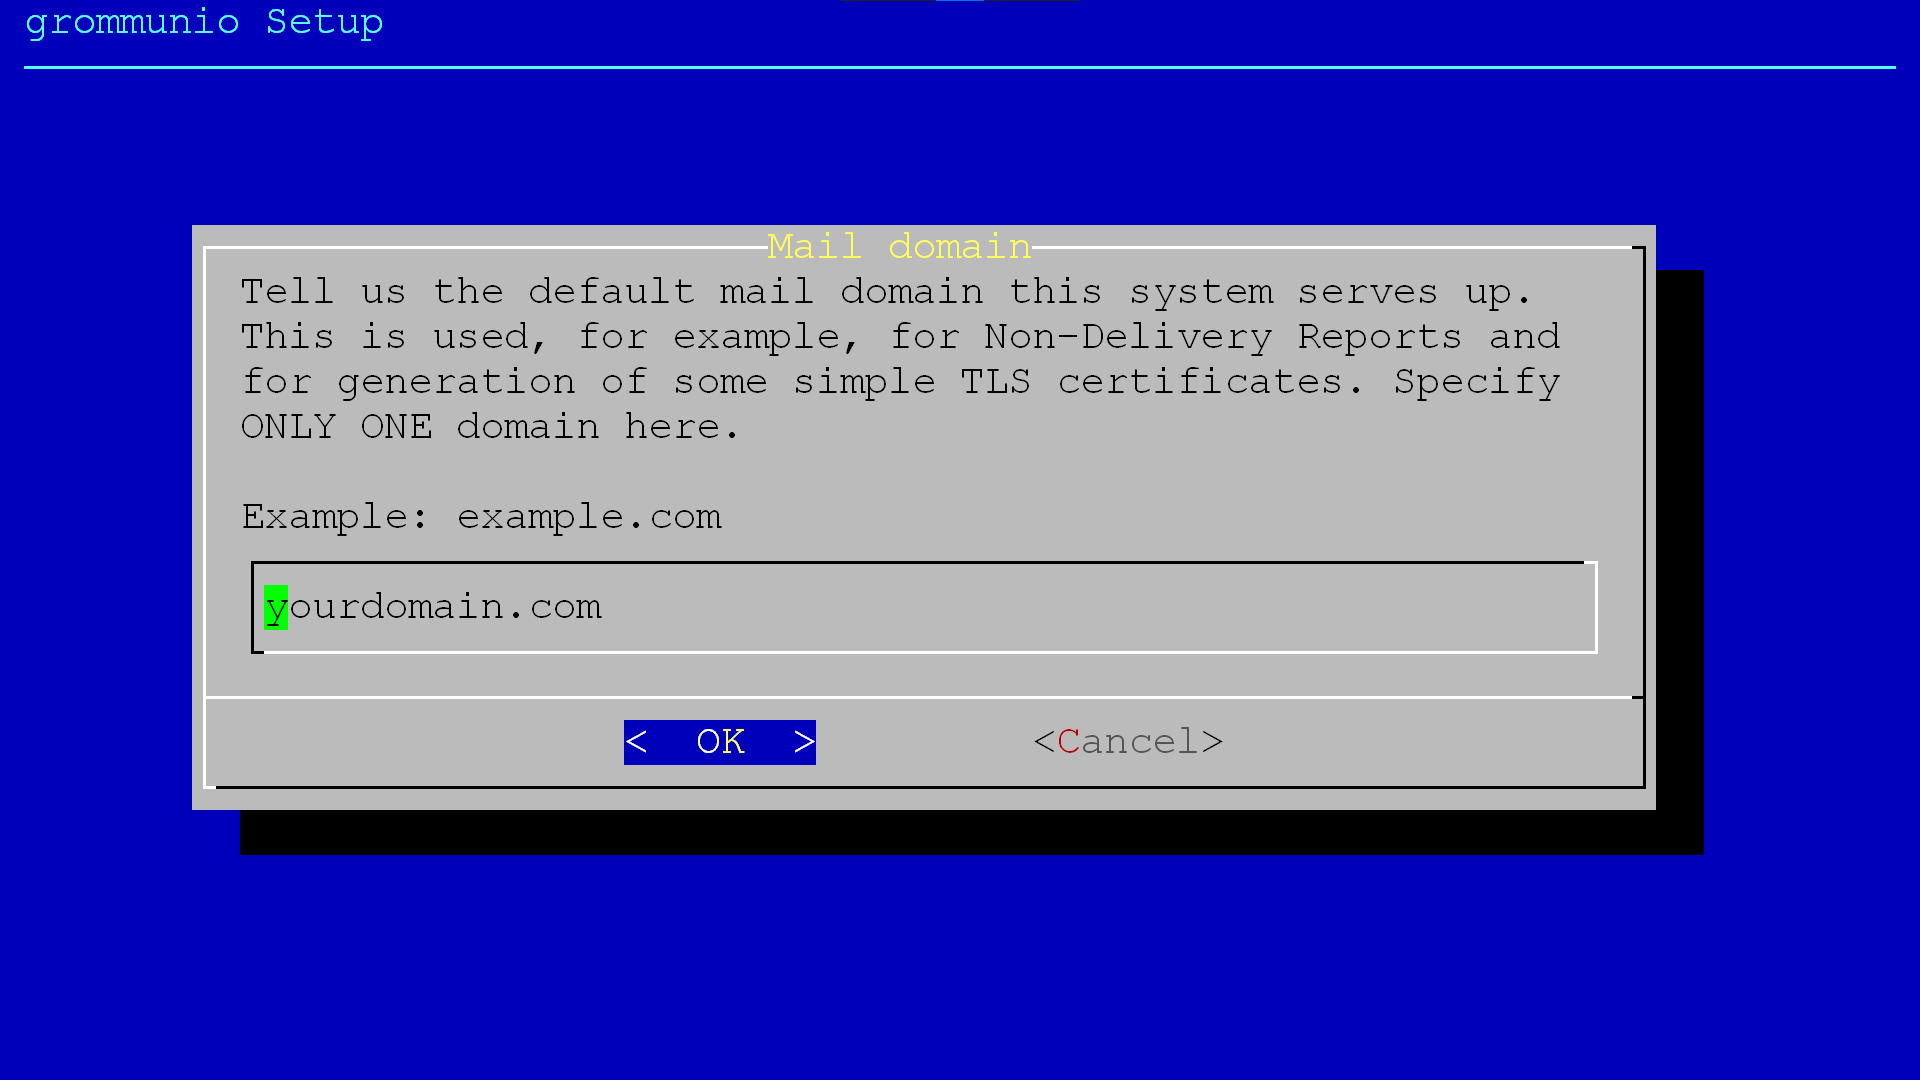 grommunio Setup
Mail domain
Tell us the default mail domain this system serves up.
This is used, for example, for Non-Delivery Reports and
for generation of some simple TLS certificates. Specify
ONLY ONE domain here.
Example: example.com
yourdomain.com
<  OK  > <Cancel>